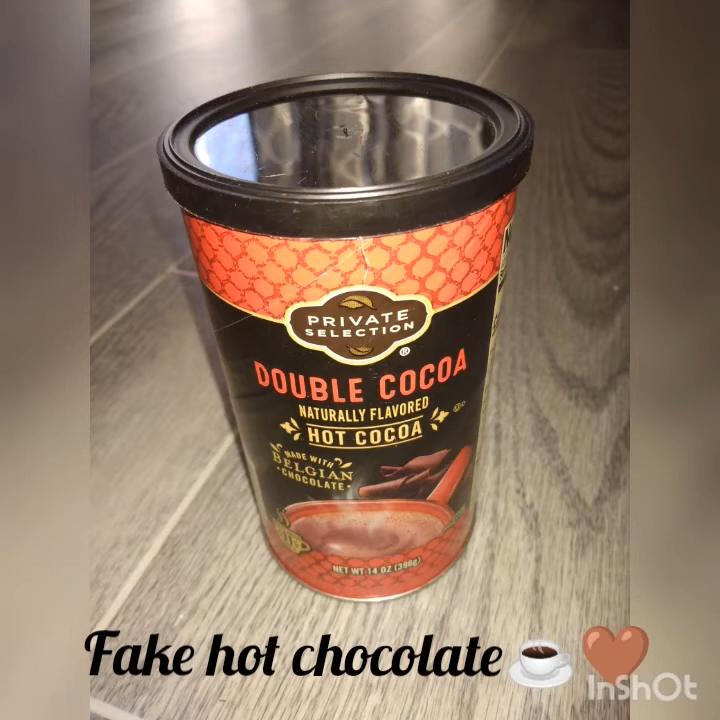 PRIVATE
SELECTION
®
DOUBLE COCOA
NATURALLY FLAVORED
HOT COCOA
MADE WITH
BELGIAN
CHOCOLATE
NET WT 14 OZ (396g)
Fake hot chocolate☕🤎
InShOt